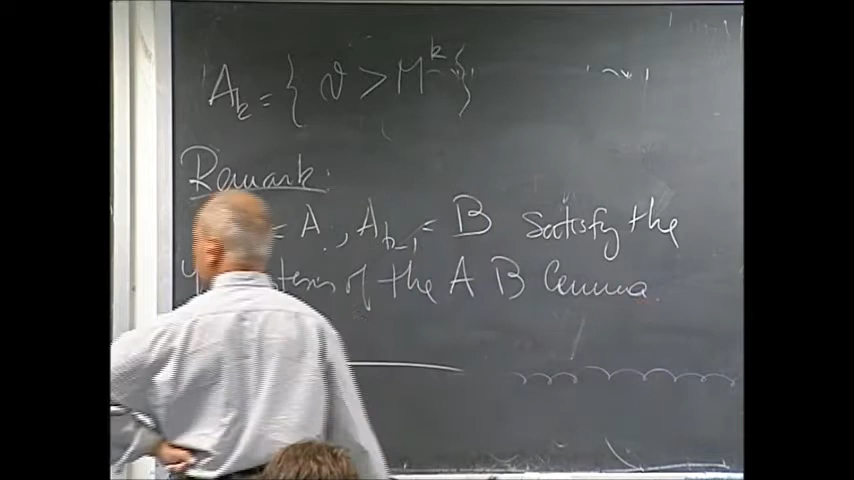 A_k = { v > M^k }
Remark:
= A, A_{k-1} = B satisfy the
of the A B Lemma